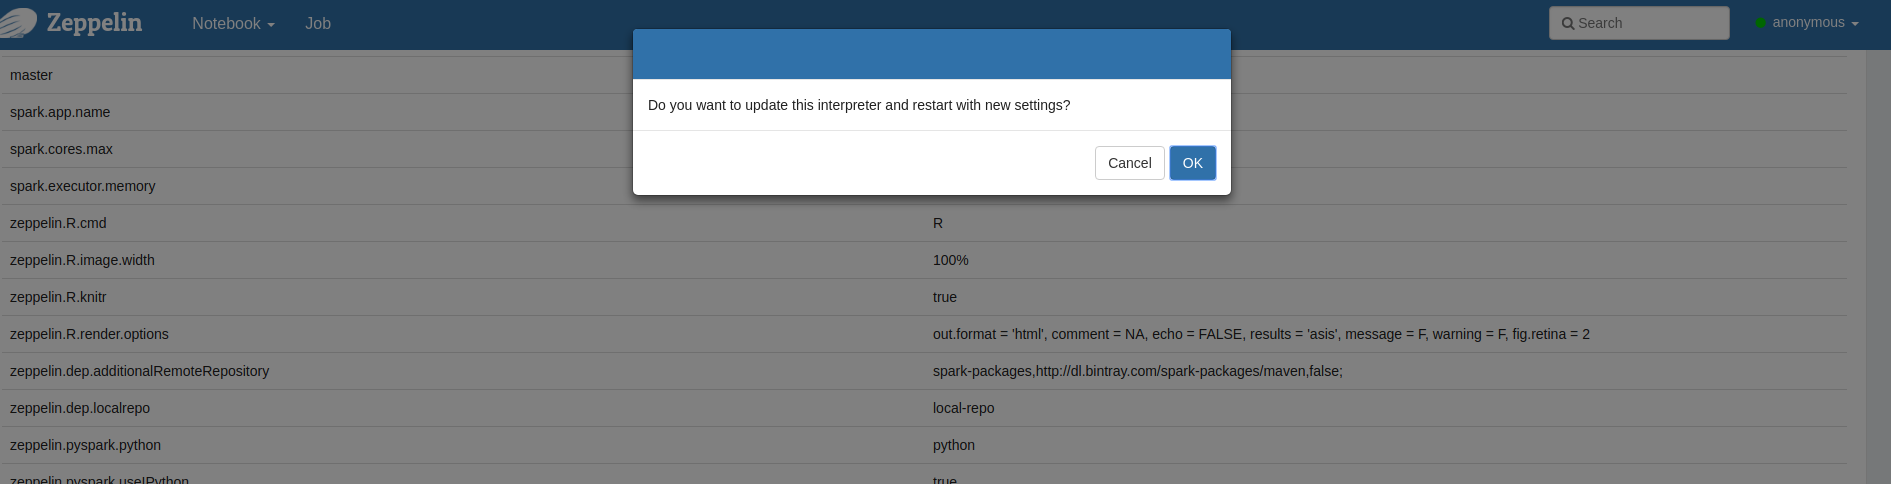 Zeppelin Notebook Job Search anonymous
master
Do you want to update this interpreter and restart with new settings?
spark.app.name
spark.cores.max
Cancel OK
spark.executor.memory
zeppelin.R.cmd R
zeppelin.R.image.width 100%
zeppelin.R.knitr true
zeppelin.R.render.options out.format = 'html', comment = NA, echo = FALSE, results = 'asis', message = F, warning = F, fig.retina = 2
zeppelin.dep.additionalRemoteRepository spark-packages,http://dl.bintray.com/spark-packages/maven,false;
zeppelin.dep.localrepo local-repo
zeppelin.pyspark.python python
zeppelin.pyspark.useIPython true